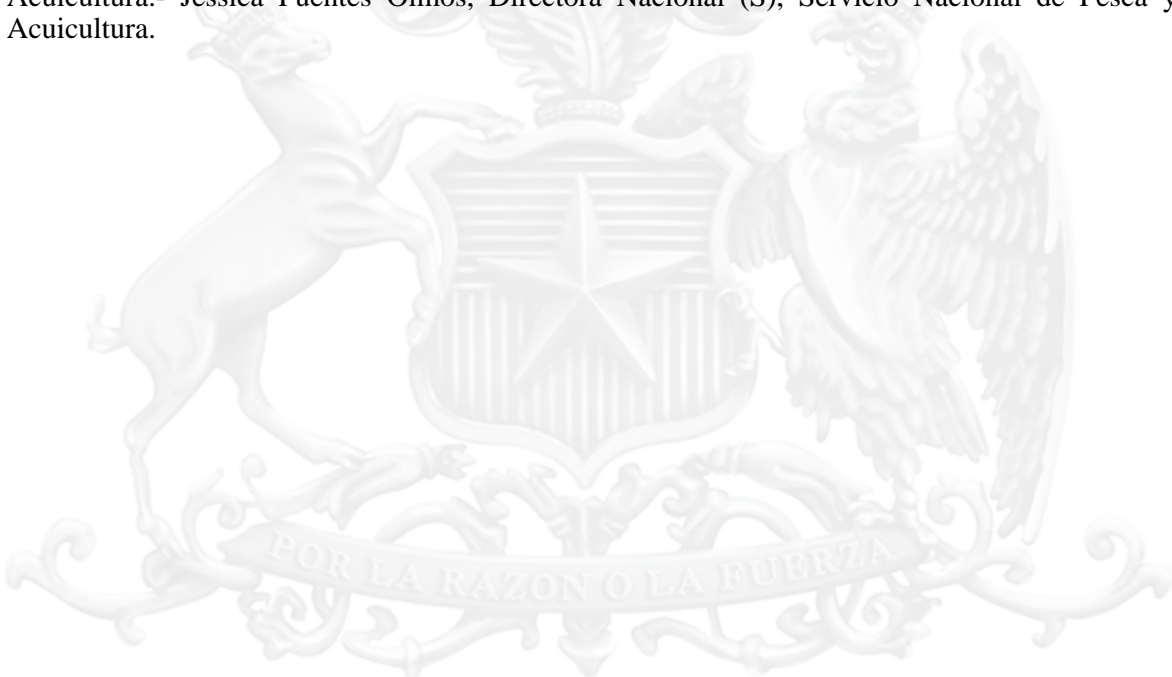 Acuicultura.- Jessica Fuentes Olmos, Directora Nacional (S), Servicio Nacional de Pesca y
Acuicultura.
POR LA RAZON O LA FUERZA